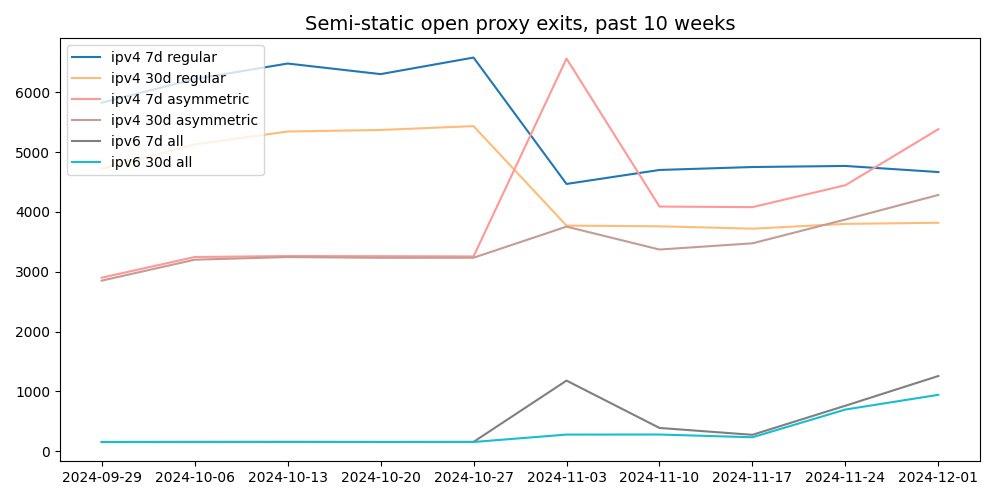 Semi-static open proxy exits, past 10 weeks
ipv4 7d regular
ipv4 30d regular
ipv4 7d asymmetric
ipv4 30d asymmetric
ipv6 7d all
ipv6 30d all
6000
5000
4000
3000
2000
1000
0
2024-09-29 2024-10-06 2024-10-13 2024-10-20 2024-10-27 2024-11-03 2024-11-10 2024-11-17 2024-11-24 2024-12-01